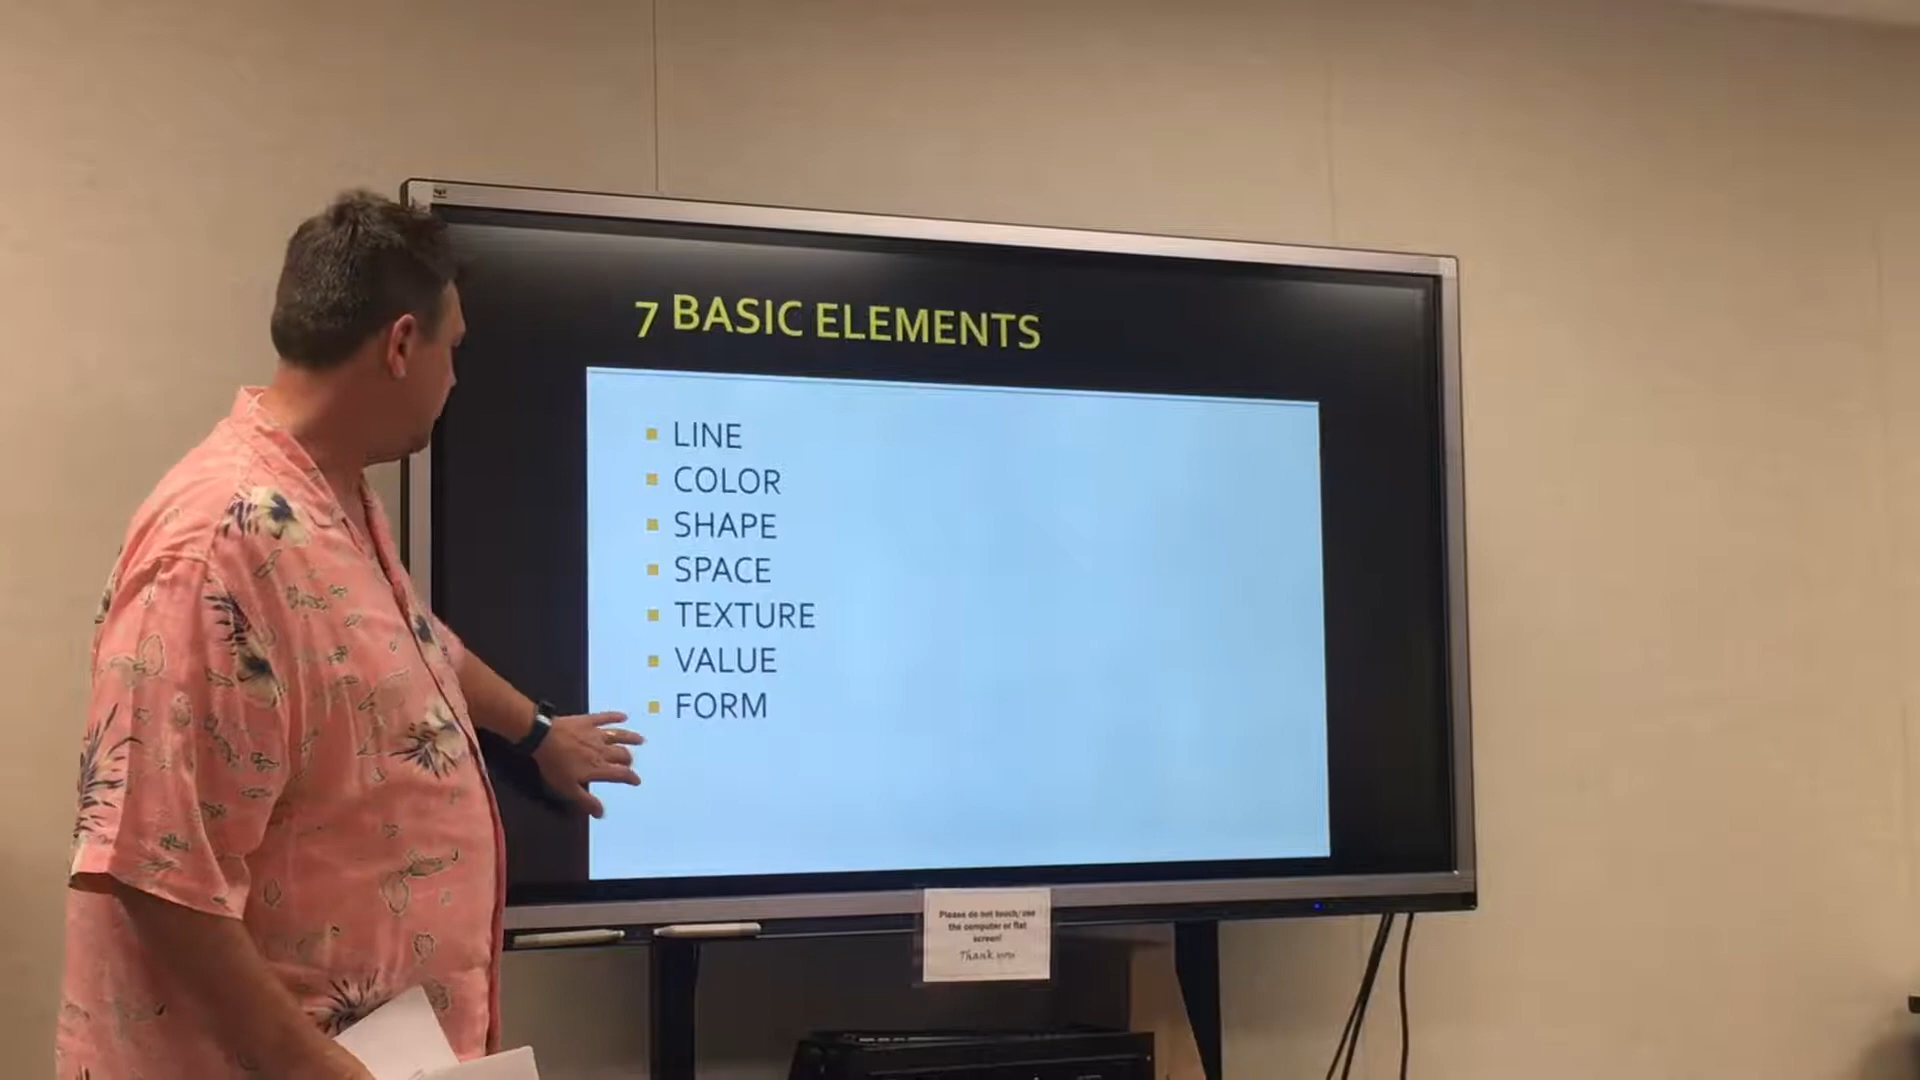 7 BASIC ELEMENTS
LINE
COLOR
SHAPE
SPACE
TEXTURE
VALUE
FORM
Please do not touch/use
the computer or flat
screen!
Thank you